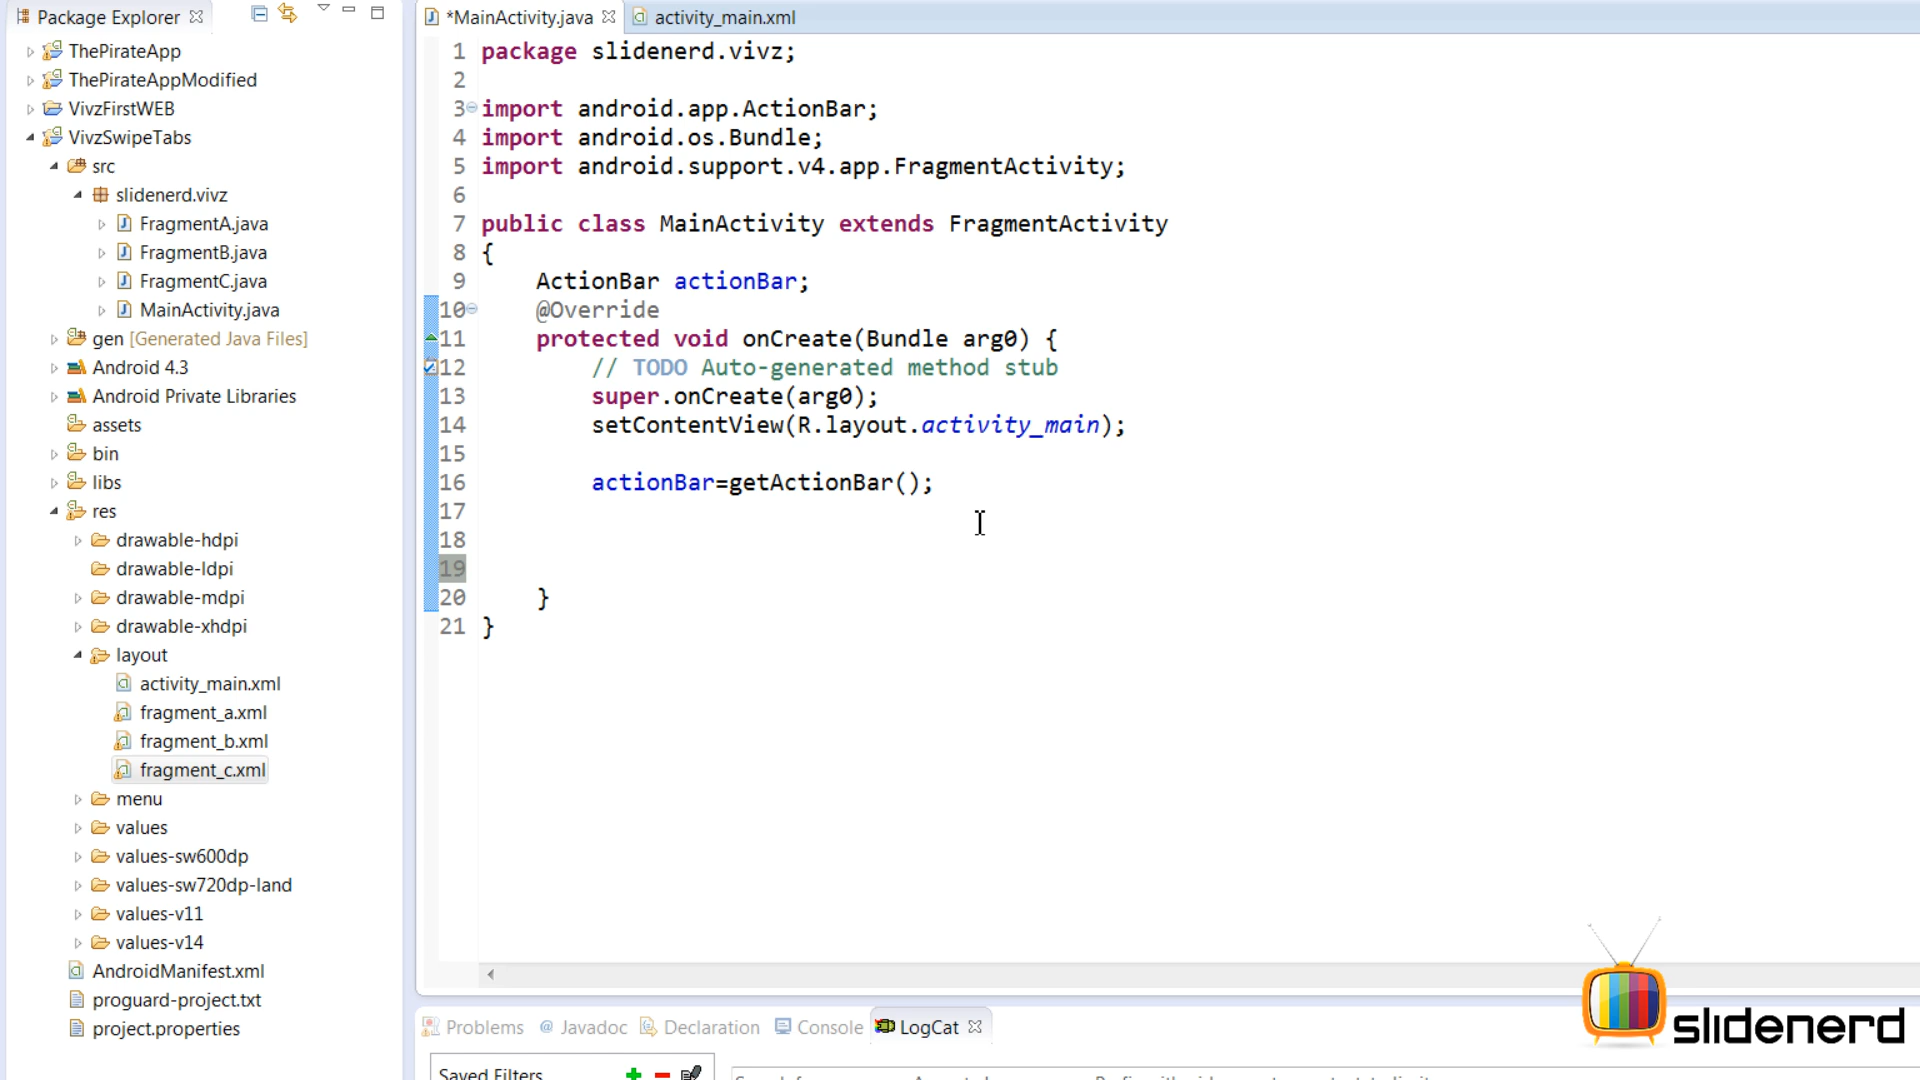 Package Explorer
ThePirateApp
ThePirateAppModified
VivzFirstWEB
VivzSwipeTabs
src
slidenerd.vivz
FragmentA.java
FragmentB.java
FragmentC.java
MainActivity.java
gen [Generated Java Files]
Android 4.3
Android Private Libraries
assets
bin
libs
res
drawable-hdpi
drawable-ldpi
drawable-mdpi
drawable-xhdpi
layout
activity_main.xml
fragment_a.xml
fragment_b.xml
fragment_c.xml
menu
values
values-sw600dp
values-sw720dp-land
values-v11
values-v14
AndroidManifest.xml
proguard-project.txt
project.properties
*MainActivity.java
activity_main.xml
1 package slidenerd.vivz;
2
3 import android.app.ActionBar;
4 import android.os.Bundle;
5 import android.support.v4.app.FragmentActivity;
6
7 public class MainActivity extends FragmentActivity
8 {
9 ActionBar actionBar;
10 @Override
11 protected void onCreate(Bundle arg0) {
12 // TODO Auto-generated method stub
13 super.onCreate(arg0);
14 setContentView(R.layout.activity_main);
15
16 actionBar=getActionBar();
17
18
19
20 }
21 }
Problems @ Javadoc Declaration Console LogCat
Saved Filters
slidenerd